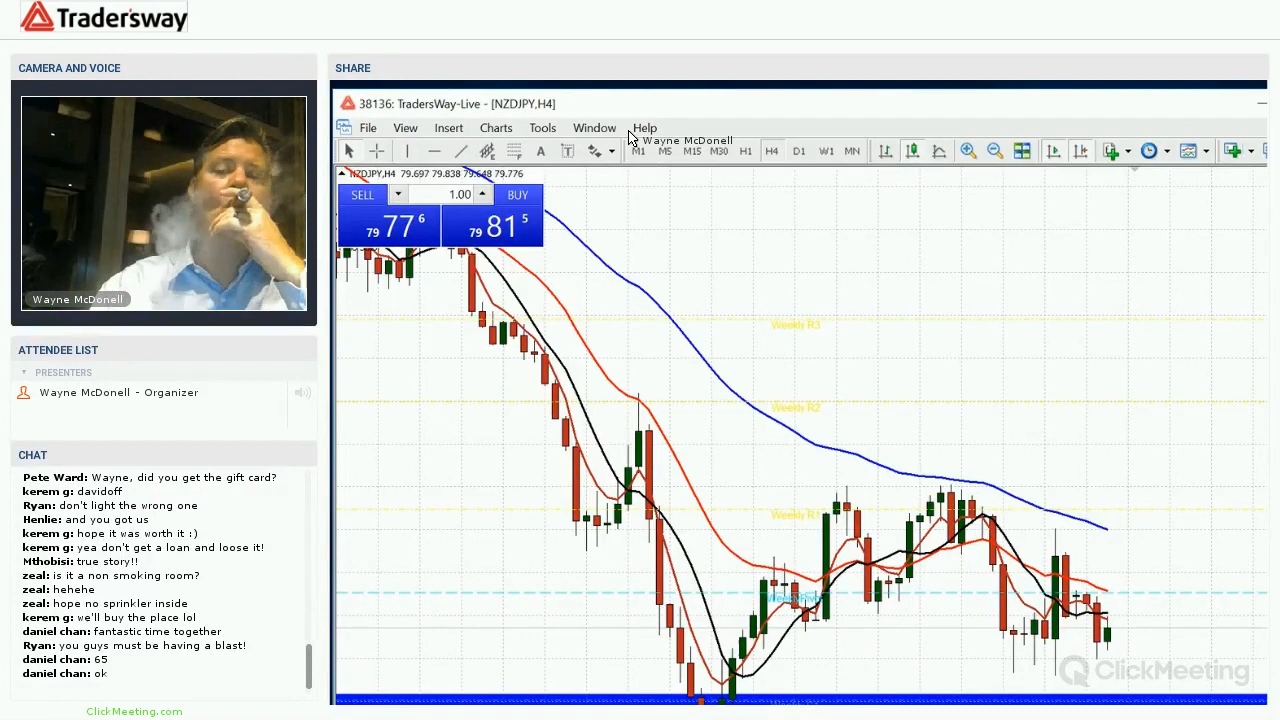 Tradersway
CAMERA AND VOICE
Wayne McDonell
ATTENDEE LIST
PRESENTERS
Wayne McDonell - Organizer
CHAT
Pete Ward: Wayne, did you get the gift card?
kerem g: davidoff
Ryan: don't light the wrong one
Henlie: and you got us
kerem g: hope it was worth it :)
kerem g: yea don't get a loan and loose it!
Mthobisi: true story!!
zeal: is it a non smoking room?
zeal: hehehe
zeal: hope no sprinkler inside
kerem g: we'll buy the place lol
daniel chan: fantastic time together
Ryan: you guys must be having a blast!
daniel chan: 65
daniel chan: ok
ClickMeeting.com
SHARE
38136: TradersWay-Live - [NZDJPY,H4]
File View Insert Charts Tools Window Help
Wayne McDonell
A T M1 M5 M15 M30 H1 H4 D1 W1 MN
NZDJPY,H4 79.697 79.838 79.648 79.776
SELL 1.00 BUY
79 77 6 79 81 5
Weekly R3
Weekly R2
Weekly R1
ClickMeeting